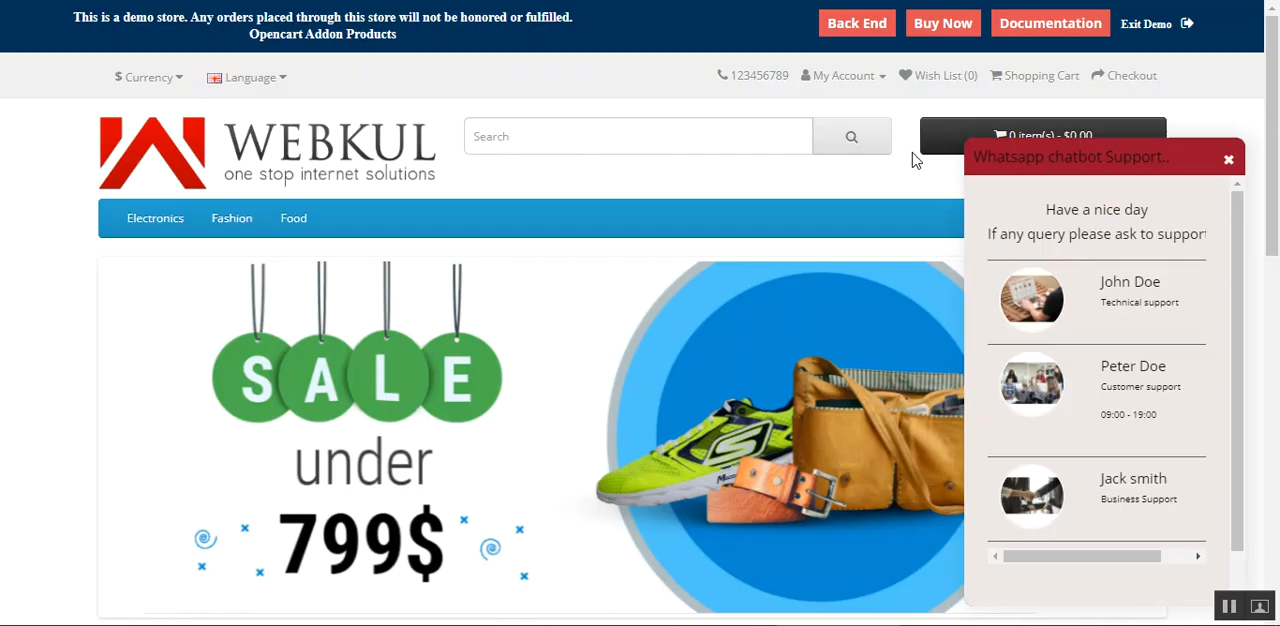 This is a demo store. Any orders placed through this store will not be honored or fulfilled.
Opencart Addon Products
Back End
Buy Now
Documentation
Exit Demo
$ Currency
Language
123456789
My Account
Wish List (0)
Shopping Cart
Checkout
WEBKUL
one stop internet solutions
Search
0 item(s) - $0.00
Electronics
Fashion
Food
Whatsapp chatbot Support..
Have a nice day
If any query please ask to support
John Doe
Technical support
Peter Doe
Customer support
09:00 - 19:00
Jack smith
Business Support
SALE
under
799$
S